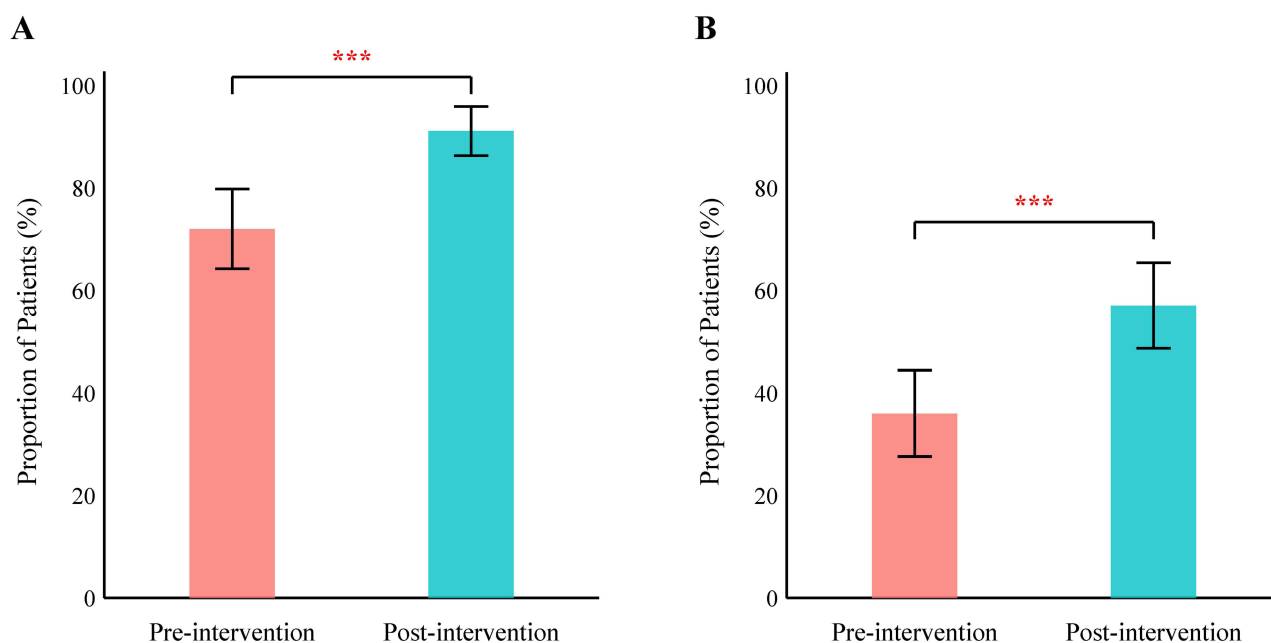 A
***
100
80
60
40
20
0
Proportion of Patients (%)
Pre-intervention
Post-intervention
B
***
100
80
60
40
20
0
Proportion of Patients (%)
Pre-intervention
Post-intervention